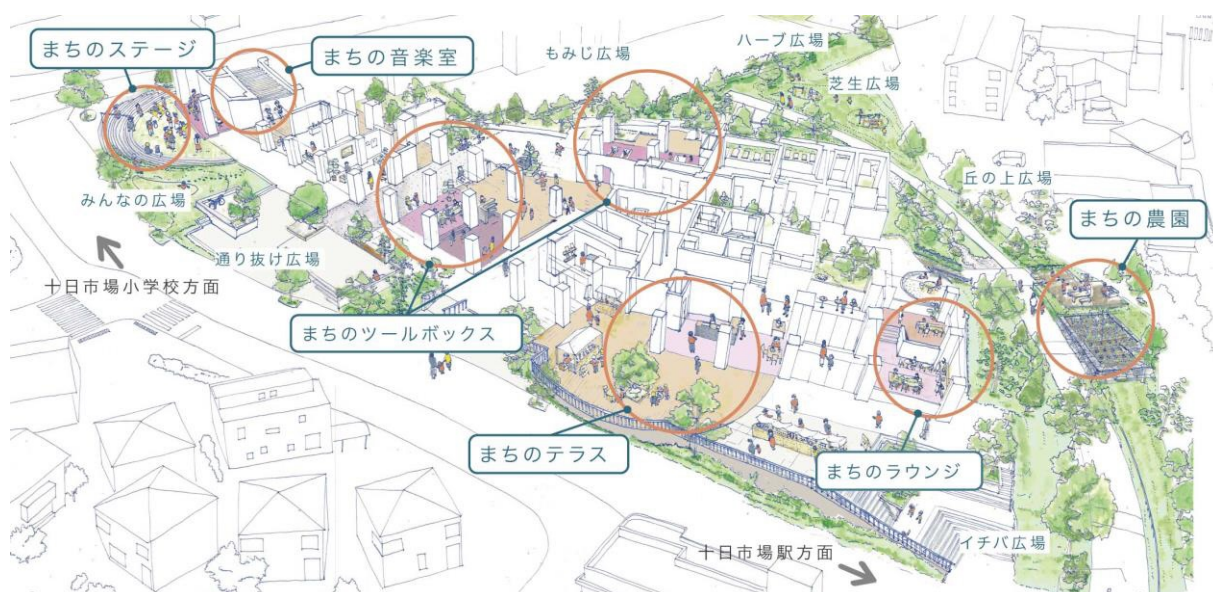 まちのステージ
まちの音楽室
もみじ広場
ハーブ広場
芝生広場
みんなの広場
丘の上広場
まちの農園
通り抜け広場
十日市場小学校方面
まちのツールボックス
まちのテラス
まちのラウンジ
十日市場駅方面
イチバ広場